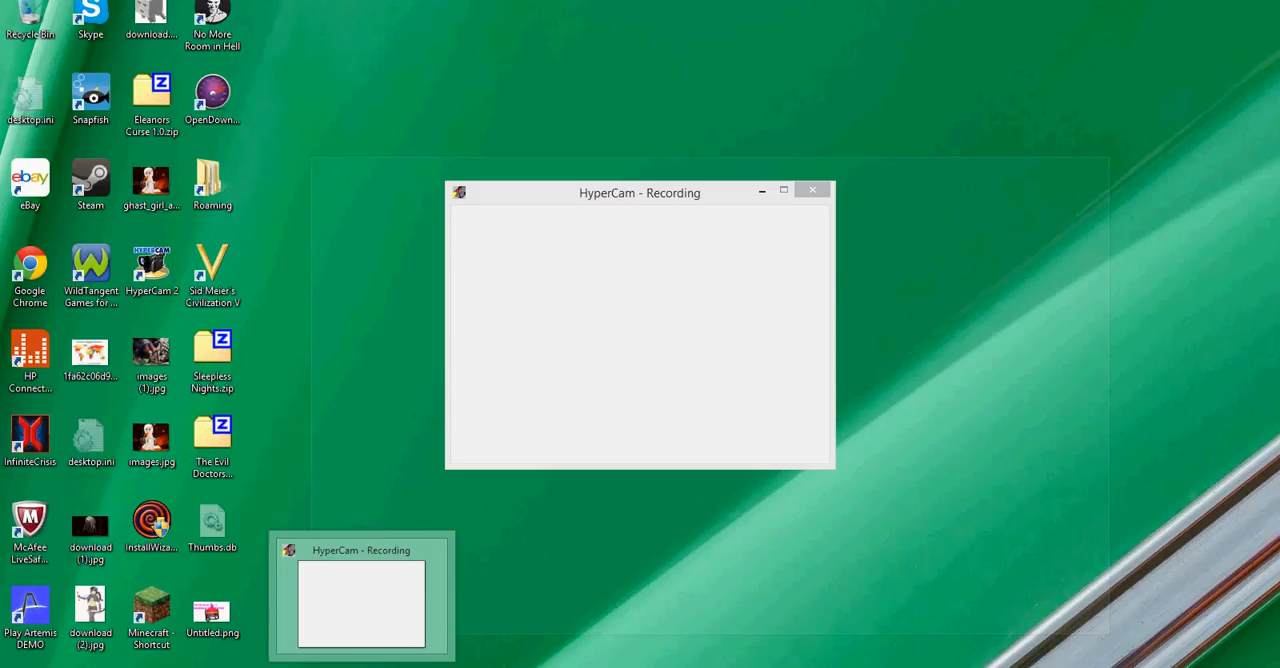 Recycle Bin
Skype
download....
No More
Room in Hell
desktop.ini
Snapfish
Eleanors
Curse 1.0.zip
OpenDown...
eBay
Steam
ghast_girl_a...
Roaming
Google
Chrome
WildTangent
Games for ...
HYPERCAM
HyperCam 2
Sid Meier's
Civilization V
HP
Connect...
1fa62c06d9...
images
(1).jpg
Sleepless
Nights.zip
InfiniteCrisis
desktop.ini
images.jpg
The Evil
Doctors...
McAfee
LiveSaf...
download
(1).jpg
InstallWiza...
Thumbs.db
Play Artemis
DEMO
download
(2).jpg
Minecraft -
Shortcut
Untitled.png
HyperCam - Recording
HyperCam - Recording